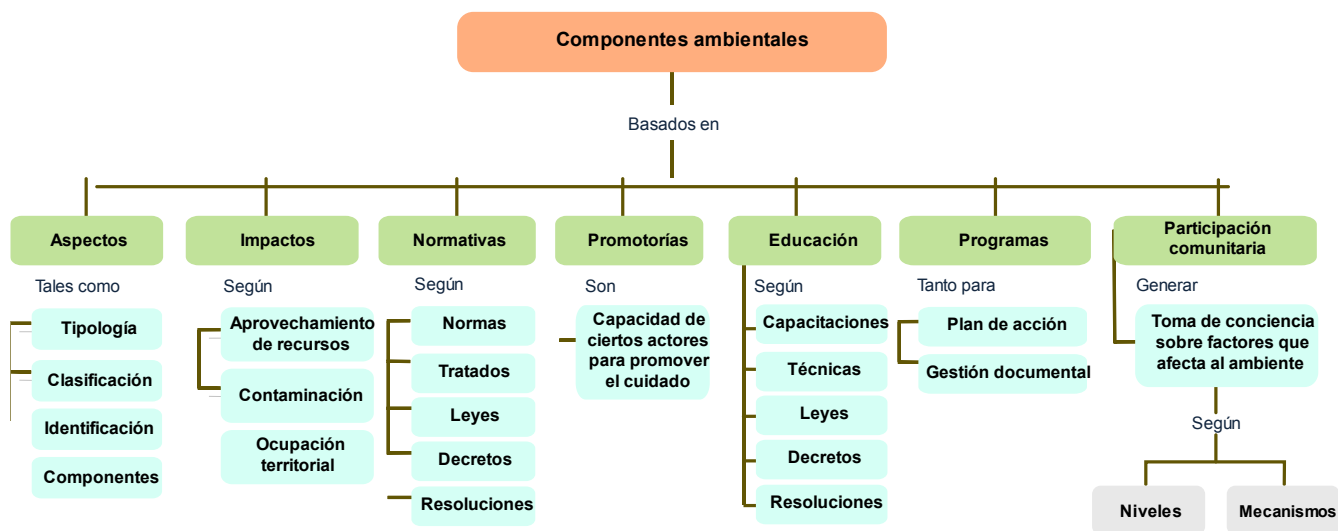 Componentes ambientales
Basados en
Aspectos
Tales como
Tipología
Clasificación
Identificación
Componentes
Impactos
Según
Aprovechamiento
de recursos
Contaminación
Ocupación
territorial
Normativas
Según
Normas
Tratados
Leyes
Decretos
Resoluciones
Promotorías
Son
Capacidad de
ciertos actores
para promover
el cuidado
Educación
Según
Capacitaciones
Técnicas
Leyes
Decretos
Resoluciones
Programas
Tanto para
Plan de acción
Gestión documental
Participación
comunitaria
Generar
Toma de conciencia
sobre factores que
afecta al ambiente
Según
Niveles
Mecanismos